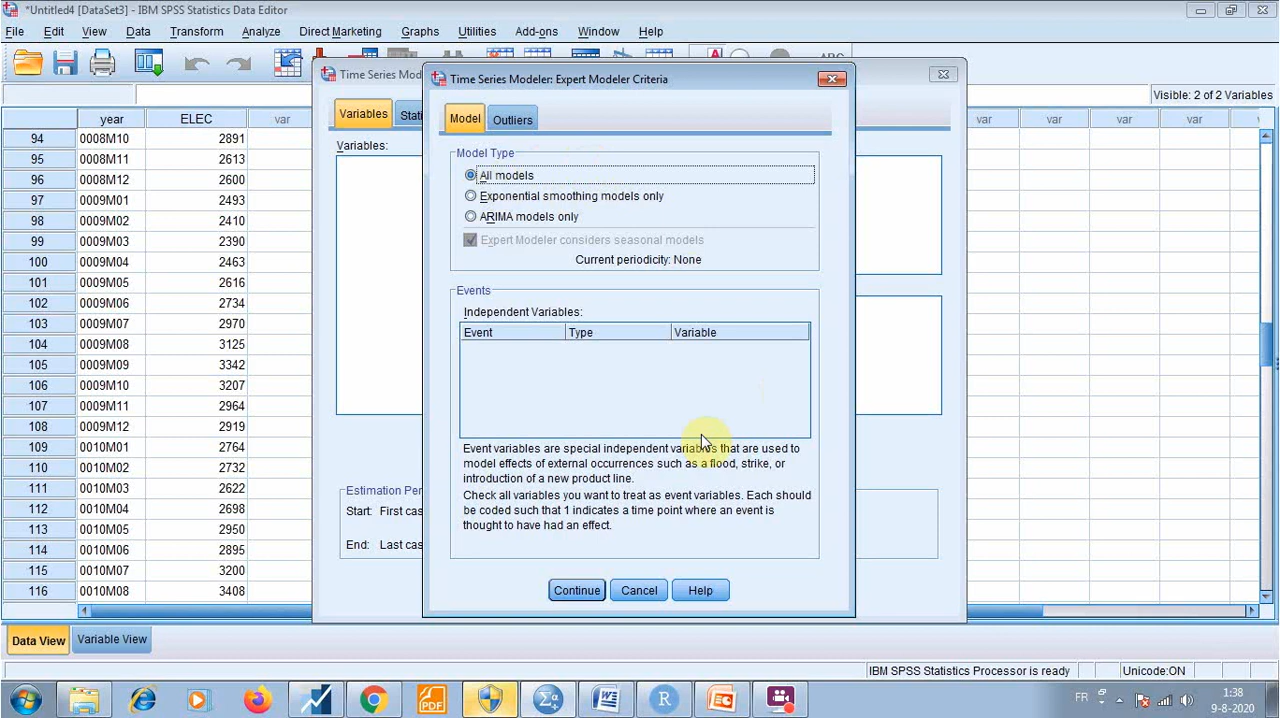 *Untitled4 [DataSet3] - IBM SPSS Statistics Data Editor
File Edit View Data Transform Analyze Direct Marketing Graphs Utilities Add-ons Window Help
Visible: 2 of 2 Variables
year ELEC var var var var var
94 0008M10 2891
95 0008M11 2613
96 0008M12 2600
97 0009M01 2493
98 0009M02 2410
99 0009M03 2390
100 0009M04 2463
101 0009M05 2616
102 0009M06 2734
103 0009M07 2970
104 0009M08 3125
105 0009M09 3342
106 0009M10 3207
107 0009M11 2964
108 0009M12 2919
109 0010M01 2764
110 0010M02 2732
111 0010M03 2622
112 0010M04 2698
113 0010M05 2950
114 0010M06 2895
115 0010M07 3200
116 0010M08 3408
Time Series Mod
Variables Stati
Variables:
Estimation Per
Start: First cas
End: Last cas
Time Series Modeler: Expert Modeler Criteria
Model Outliers
Model Type
All models
Exponential smoothing models only
ARIMA models only
Expert Modeler considers seasonal models
Current periodicity: None
Events
Independent Variables:
Event Type Variable
Event variables are special independent variables that are used to
model effects of external occurrences such as a flood, strike, or
introduction of a new product line.
Check all variables you want to treat as event variables. Each should
be coded such that 1 indicates a time point where an event is
thought to have had an effect.
Continue Cancel Help
Data View Variable View
IBM SPSS Statistics Processor is ready Unicode:ON
PDF W R FR 1:38
9-8-2020